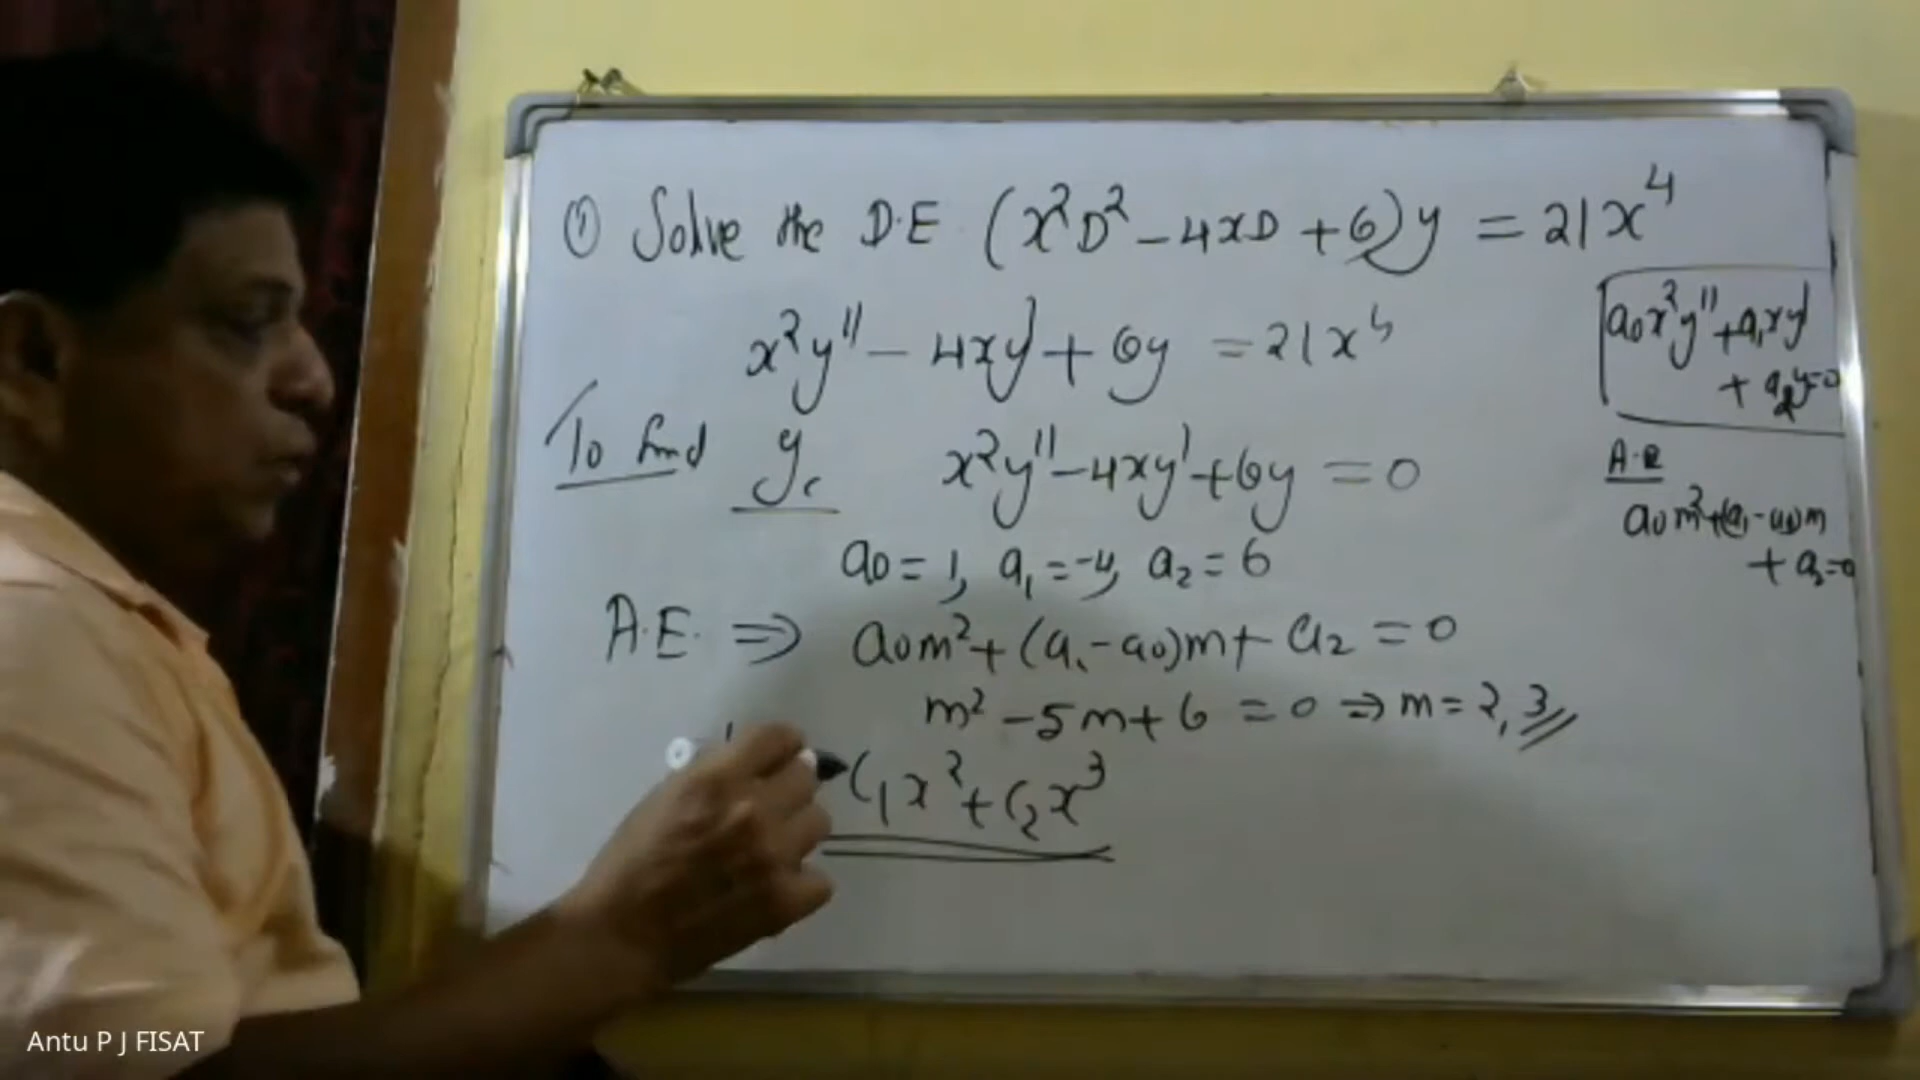 ① Solve the D.E. (x²D² - 4xD + 6)y = 21x⁴
x²y'' - 4xy' + 6y = 21x⁴
To find y_c x²y'' - 4xy' + 6y = 0
a₀ = 1, a₁ = -4, a₂ = 6
A.E. ⇒ a₀m² + (a₁ - a₀)m + a₂ = 0
m² - 5m + 6 = 0 ⇒ m = 2, 3
C₁x² + C₂x³
a₀x²y'' + a₁xy'
+ a₂y = 0
A.E
a₀m² + (a₁ - a₀)m
+ a₂ = 0
Antu P J FISAT